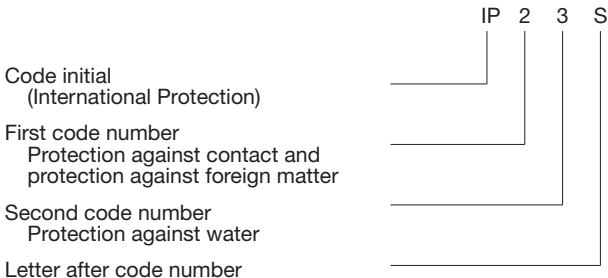 IP 2 3 S
Code initial
(International Protection)
First code number
Protection against contact and
protection against foreign matter
Second code number
Protection against water
Letter after code number